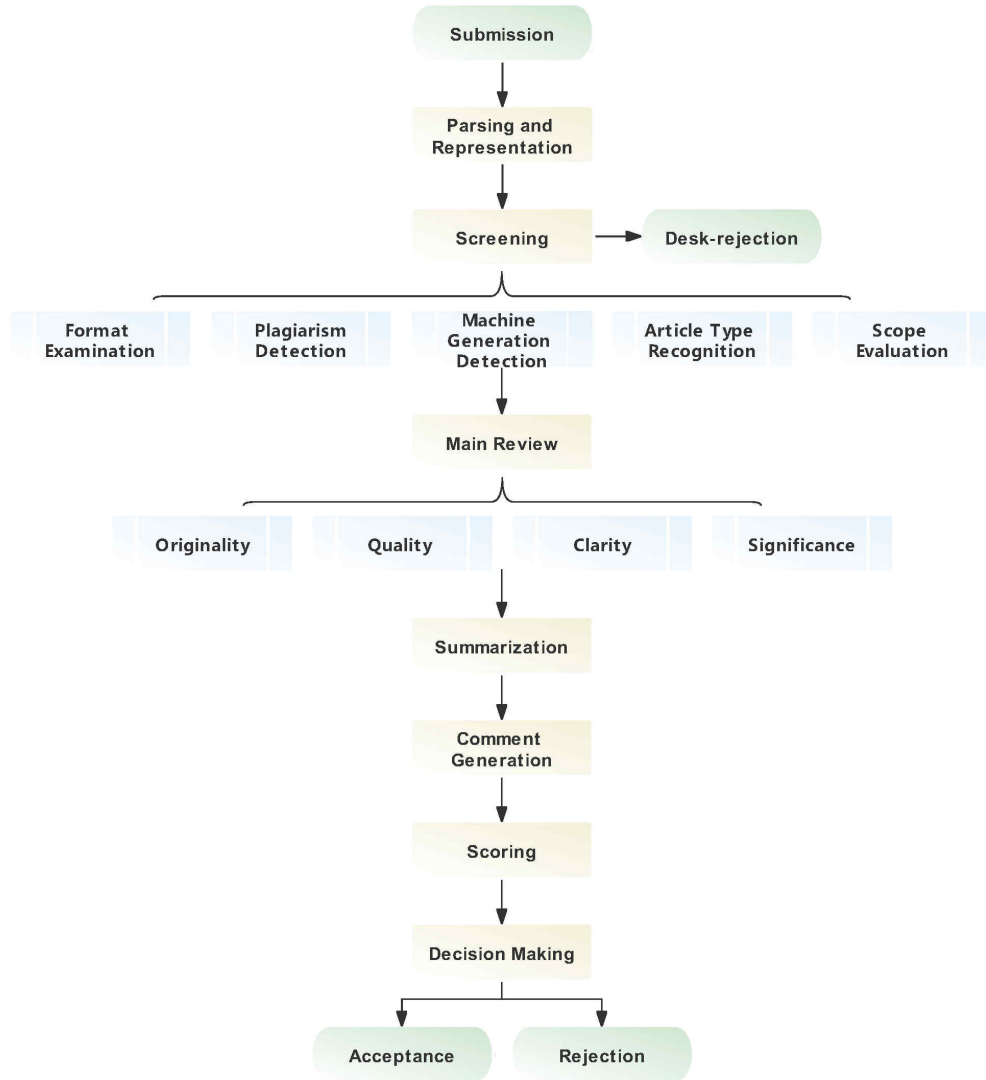 Submission
Parsing and
Representation
Screening
Desk-rejection
Format
Examination
Plagiarism
Detection
Machine
Generation
Detection
Article Type
Recognition
Scope
Evaluation
Main Review
Originality
Quality
Clarity
Significance
Summarization
Comment
Generation
Scoring
Decision Making
Acceptance
Rejection